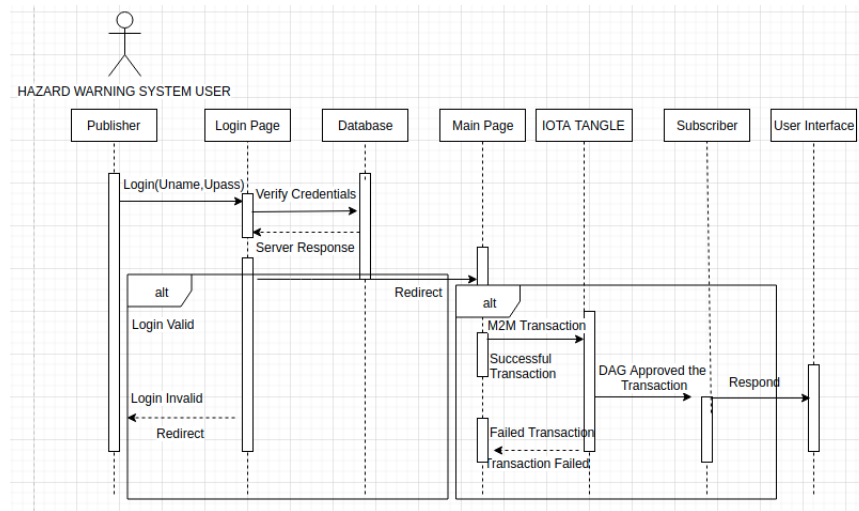 HAZARD WARNING SYSTEM USER
Publisher
Login Page
Database
Main Page
IOTA TANGLE
Subscriber
User Interface
Login(Uname,Upass)
Verify Credentials
Server Response
Redirect
alt
Login Valid
Login Invalid
Redirect
alt
M2M Transaction
Successful
Transaction
DAG Approved the
Transaction
Respond
Failed Transaction
Transaction Failed